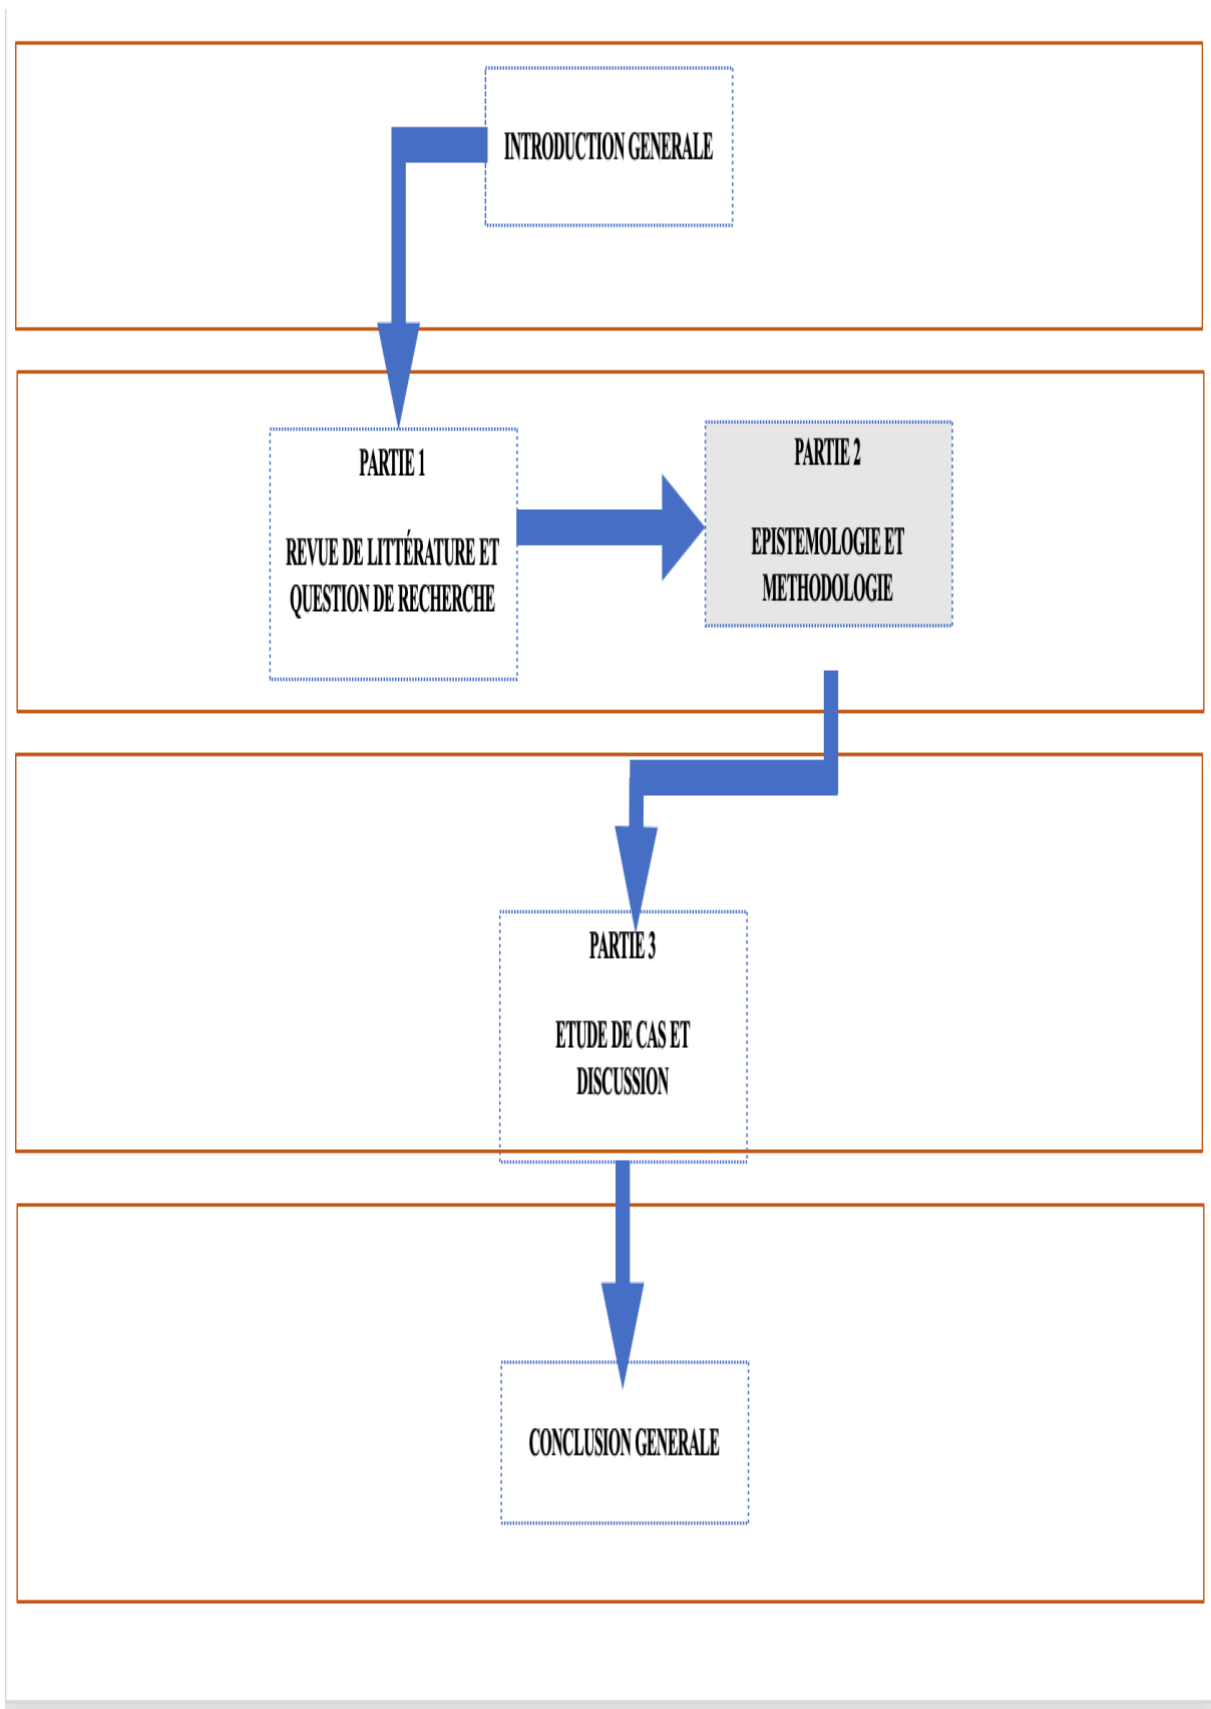 INTRODUCTION GENERALE
PARTIE 1
REVUE DE LITTÉRATURE ET
QUESTION DE RECHERCHE
PARTIE 2
EPISTEMOLOGIE ET
METHODOLOGIE
PARTIE 3
ETUDE DE CAS ET
DISCUSSION
CONCLUSION GENERALE